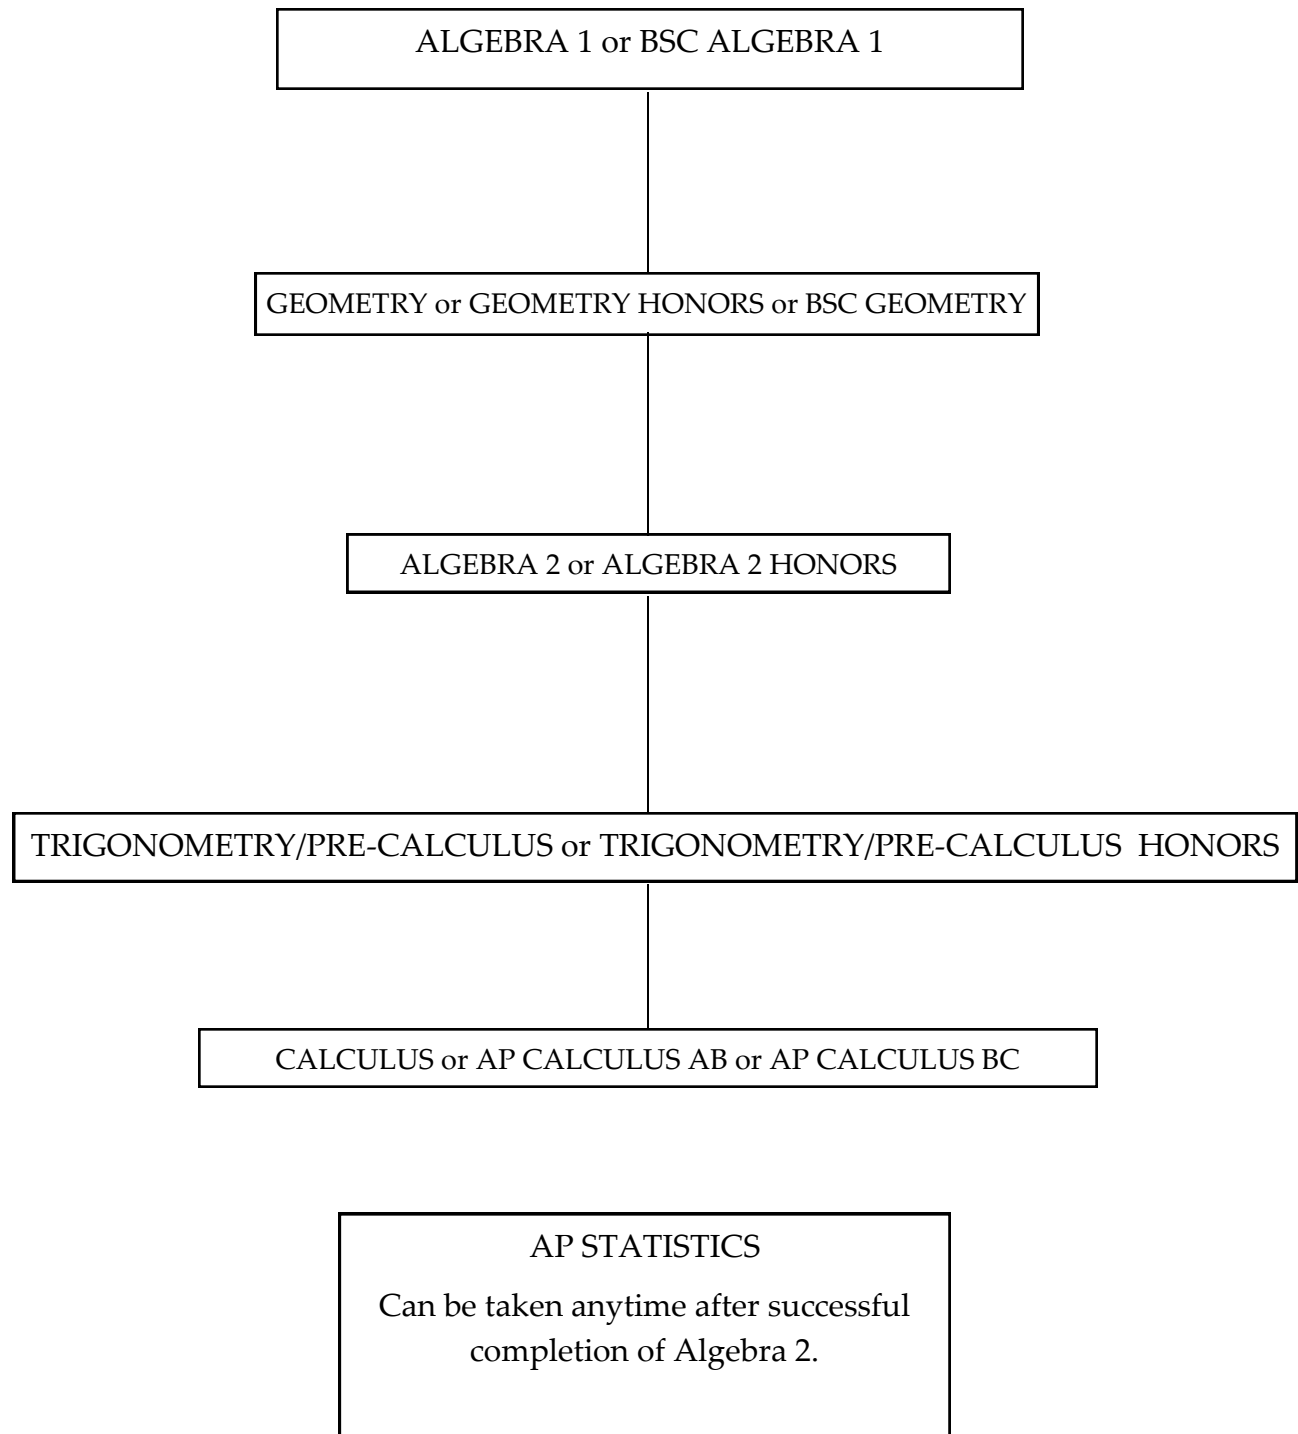 ALGEBRA 1 or BSC ALGEBRA 1
GEOMETRY or GEOMETRY HONORS or BSC GEOMETRY
ALGEBRA 2 or ALGEBRA 2 HONORS
TRIGONOMETRY/PRE-CALCULUS or TRIGONOMETRY/PRE-CALCULUS HONORS
CALCULUS or AP CALCULUS AB or AP CALCULUS BC
AP STATISTICS
Can be taken anytime after successful
completion of Algebra 2.